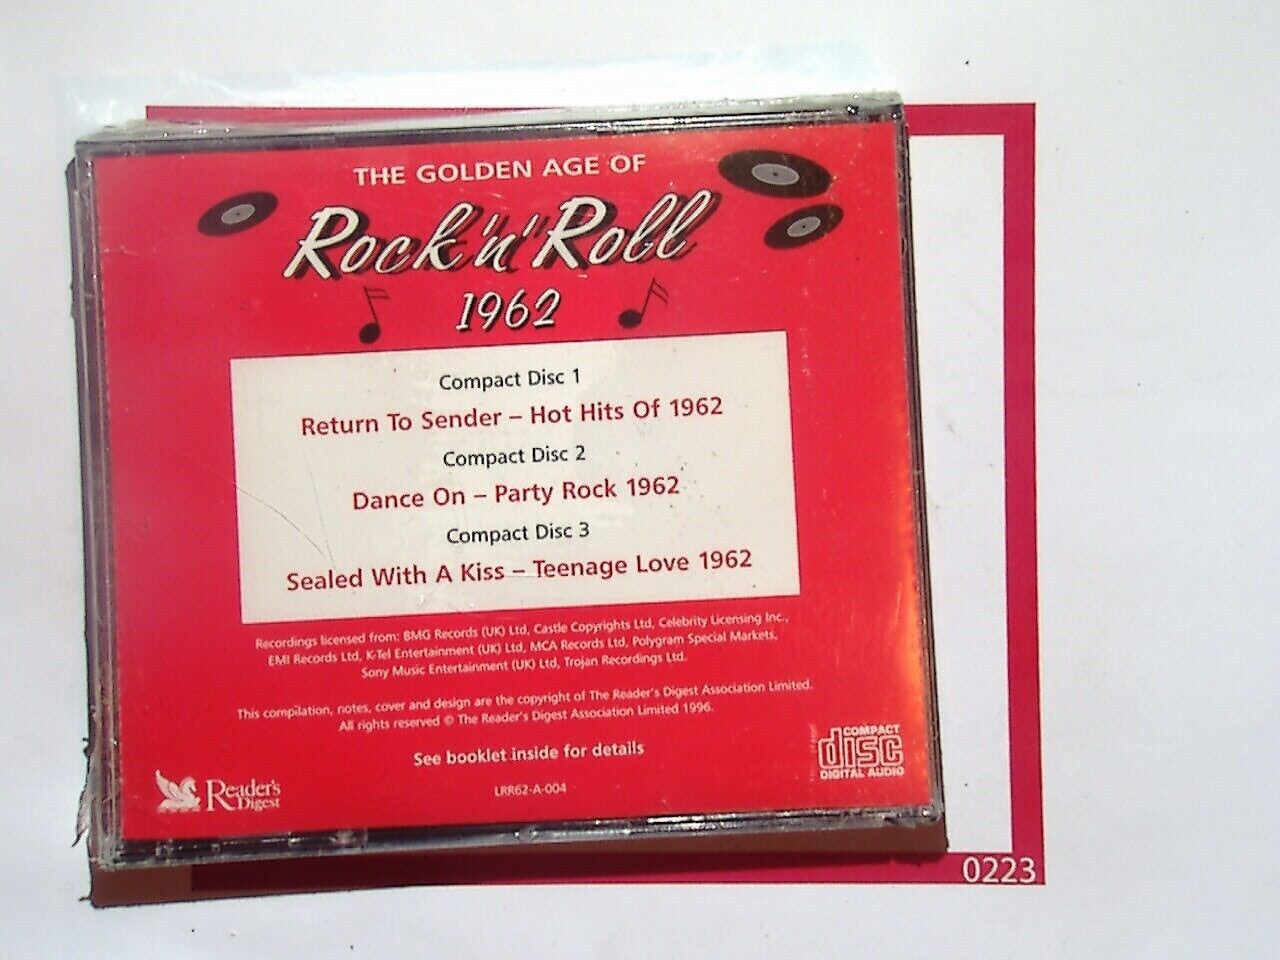 THE GOLDEN AGE OF
Rock 'n' Roll
1962
Compact Disc 1
Return To Sender – Hot Hits Of 1962
Compact Disc 2
Dance On – Party Rock 1962
Compact Disc 3
Sealed With A Kiss – Teenage Love 1962
Recordings licensed from: BMG Records (UK) Ltd, Castle Copyrights Ltd, Celebrity Licensing Inc.,
EMI Records Ltd, K-Tel Entertainment (UK) Ltd, MCA Records Ltd, Polygram Special Markets,
Sony Music Entertainment (UK) Ltd, Trojan Recordings Ltd.
This compilation, notes, cover and design are the copyright of The Reader's Digest Association Limited.
All rights reserved © The Reader's Digest Association Limited 1996.
See booklet inside for details
LRR62-A-004
Reader's
Digest
COMPACT
disc
DIGITAL AUDIO
0223